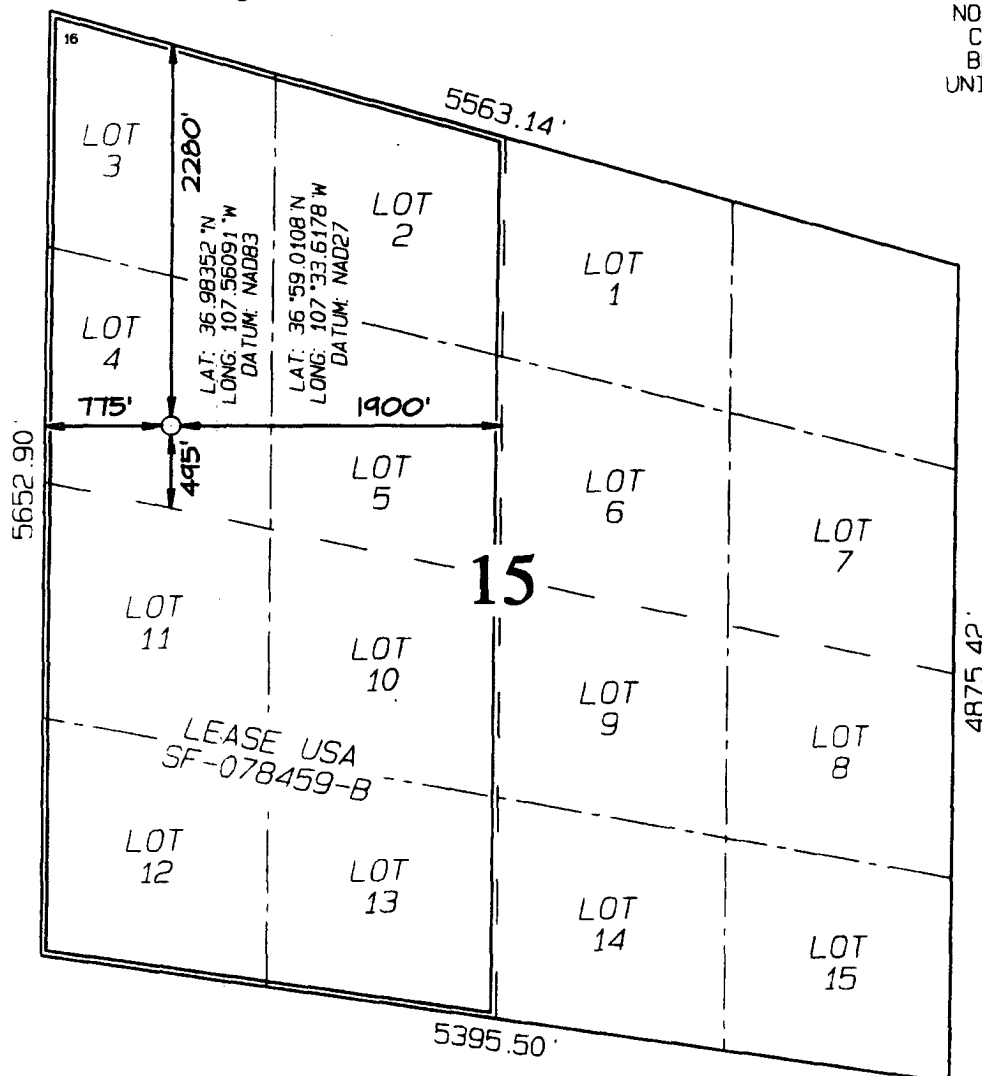 NO
C
B
UNI
16
5563.14'
LOT
3
2280'
LAT: 36.98352 °N
LONG: 107.56091 °W
DATUM: NAD83
LAT: 36 °59.0108 'N
LONG: 107 °33.6178 'W
DATUM: NAD27
LOT
2
LOT
1
LOT
4
775'
1900'
495'
5652.90'
LOT
5
LOT
6
LOT
7
15
LOT
11
LOT
10
LOT
9
LOT
8
4875.42'
LEASE USA
SF-078459-B
LOT
12
LOT
13
LOT
14
LOT
15
5395.50'